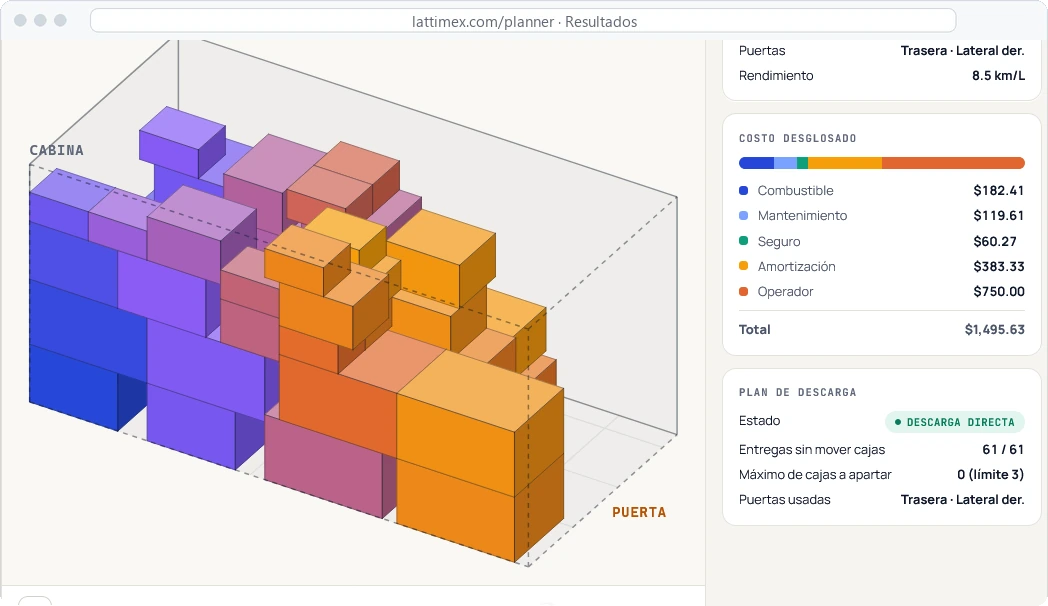 lattimex.com/planner · Resultados
CABINA
PUERTA
Puertas Trasera · Lateral der.
Rendimiento 8.5 km/L
COSTO DESGLOSADO
Combustible $182.41
Mantenimiento $119.61
Seguro $60.27
Amortización $383.33
Operador $750.00
Total $1,495.63
PLAN DE DESCARGA
Estado DESCARGA DIRECTA
Entregas sin mover cajas 61 / 61
Máximo de cajas a apartar 0 (límite 3)
Puertas usadas Trasera · Lateral der.